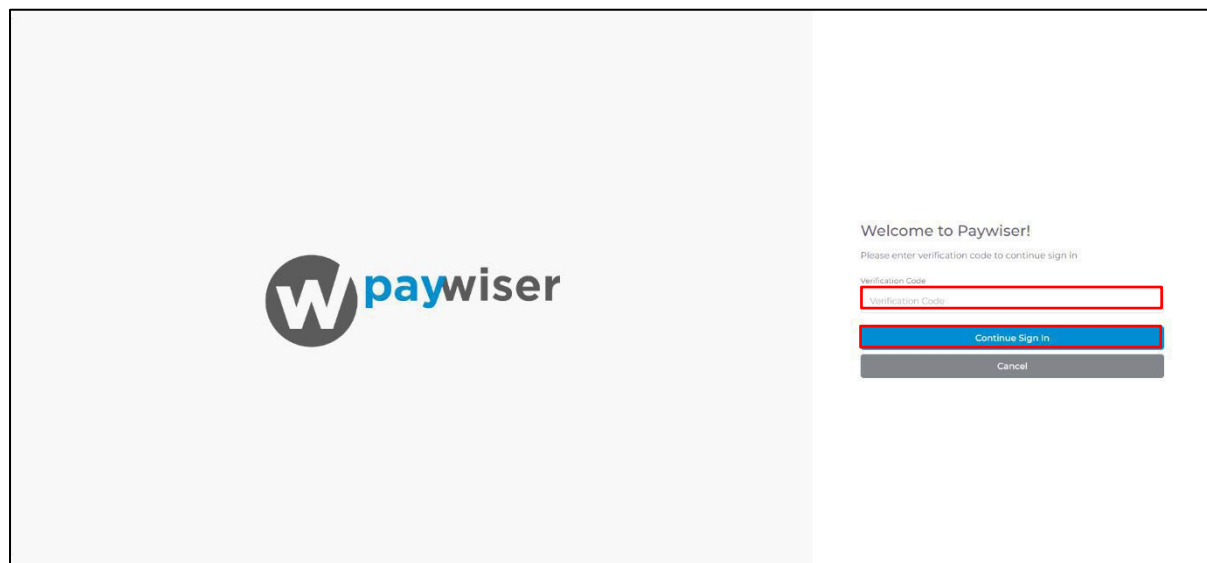 paywiser
Welcome to Paywiser!
Please enter verification code to continue sign in
Verification Code
Verification Code
Continue Sign In
Cancel